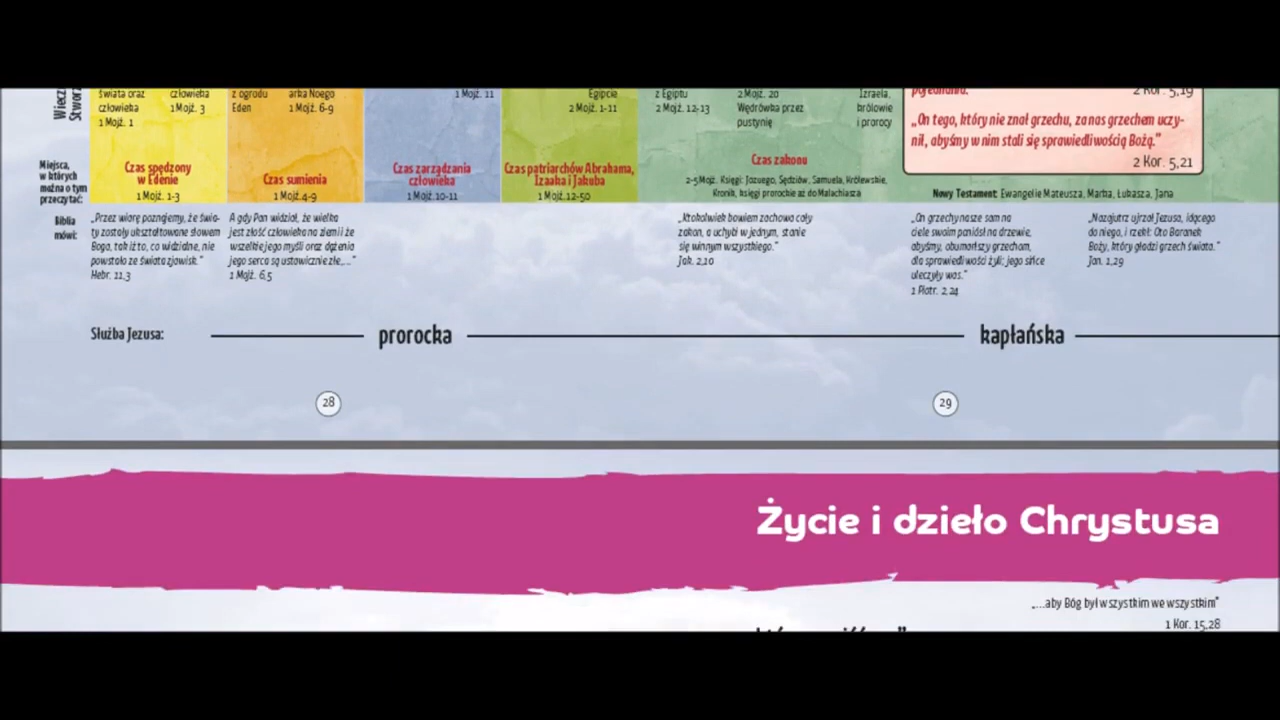 Wiecz
Stworz
świata oraz
człowieka
1 Mojż. 1
człowieka
1 Mojż. 3
z ogrodu
Eden
arka Noego
1 Mojż. 6-9
1 Mojż. 11
Egipcie
2 Mojż. 1-11
z Egiptu
2 Mojż. 12-13
2 Mojż. 20
Wędrówka przez
pustynię
Izraela,
królowie
i prorocy
pojednania.
2 Kor. 5,19
„On tego, który nie znał grzechu, za nas grzechem uczy-
nił, abyśmy w nim stali się sprawiedliwością Bożą.”
2 Kor. 5,21
Miejsca,
w których
można o tym
przeczytać:
Czas spędzony
w Edenie
1 Mojż. 1-3
Czas sumienia
1 Mojż.4-9
Czas zarządzania
człowieka
1 Mojż.10-11
Czas patriarchów Abrahama,
Izaaka i Jakuba
1 Mojż.12-50
Czas zakonu
2-5 Mojż. Księgi: Jozuego, Sędziów, Samuela, Królewskie,
Kronik, księgi prorockie aż do Malachiasza
Nowy Testament: Ewangelie Mateusza, Marka, Łukasza, Jana
Biblia
mówi:
„Przez wiarę poznajemy, że świa-
ty zostały ukształtowane słowem
Boga, tak iż to, co widzialne, nie
powstało ze świata zjawisk.”
Hebr. 11,3
A gdy Pan widział, że wielka
jest złość człowieka na ziemi i że
wszelkie jego myśli oraz dążenia
jego serca są ustawicznie złe,...”
1 Mojż. 6,5
„Ktokolwiek bowiem zachowa cały
zakon, a uchybi w jednym, stanie
się winnym wszystkiego.”
Jak. 2,10
„On grzechy nasze sam na
ciele swoim poniósł na drzewo,
abyśmy, obumarłszy grzechom,
dla sprawiedliwości żyli; jego sińce
uleczyły was.”
1 Piotr. 2,24
„Nazajutrz ujrzał Jezusa, idącego
do niego, i rzekł: Oto Baranek
Boży, który gładzi grzech świata.”
Jan. 1,29
Służba Jezusa:
prorocka
kapłańska
28
29
Życie i dzieło Chrystusa
„...aby Bóg był wszystkim we wszystkim”
1 Kor. 15,28